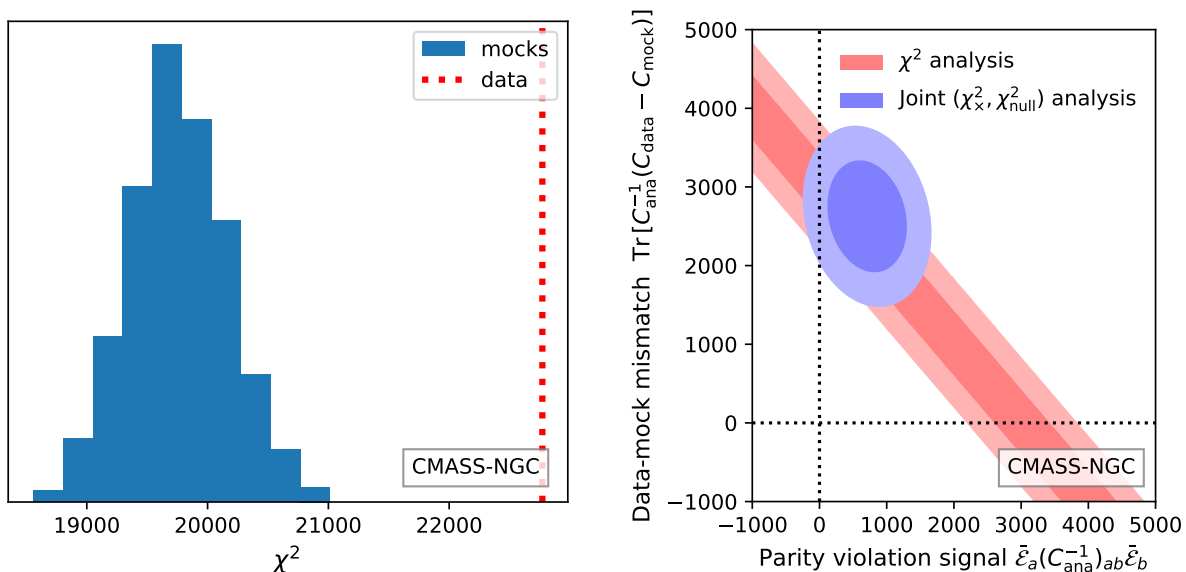 mocks
data
CMASS-NGC
19000 20000 21000 22000
χ²
χ² analysis
Joint (χ²ₓ, χ²null) analysis
5000
4000
3000
2000
1000
0
−1000
Data-mock mismatch Tr [C⁻¹ana(Cdata − Cmock)]
CMASS-NGC
−1000 0 1000 2000 3000 4000 5000
Parity violation signal ℰ̄a(C⁻¹ana)abℰ̄b